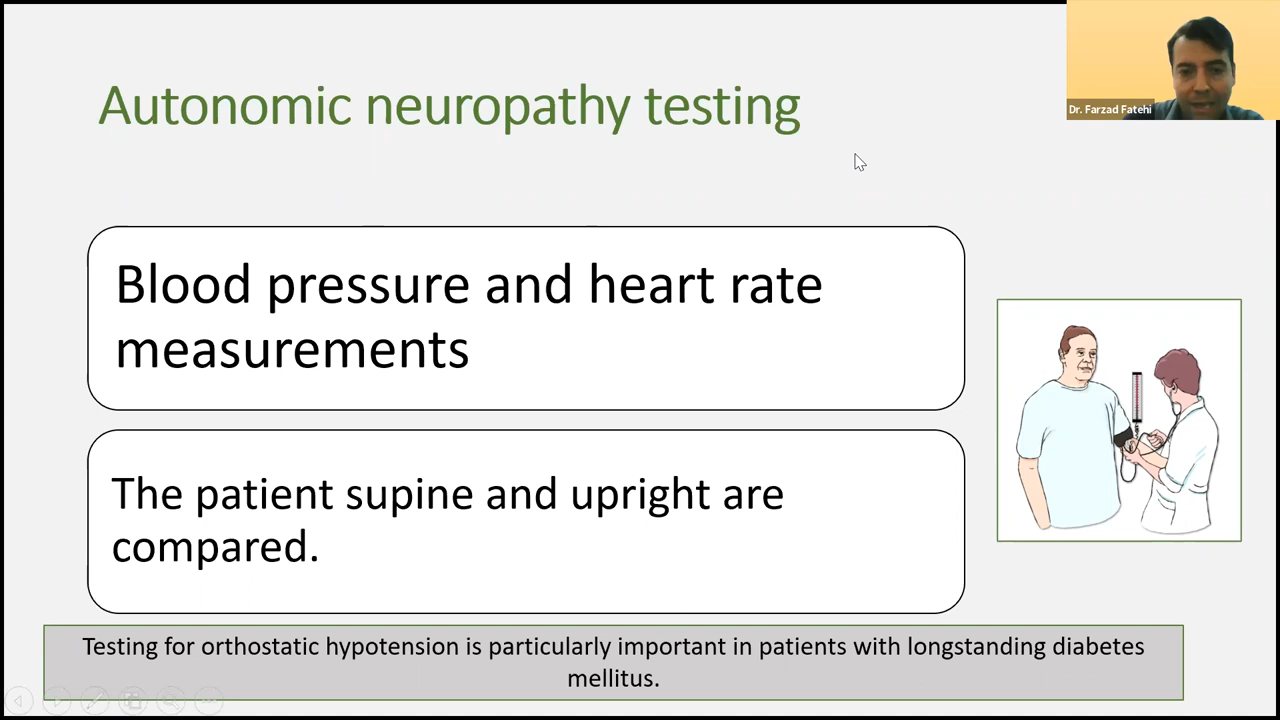 Autonomic neuropathy testing
Dr. Farzad Fatehi
Blood pressure and heart rate
measurements
The patient supine and upright are
compared.
Testing for orthostatic hypotension is particularly important in patients with longstanding diabetes
mellitus.